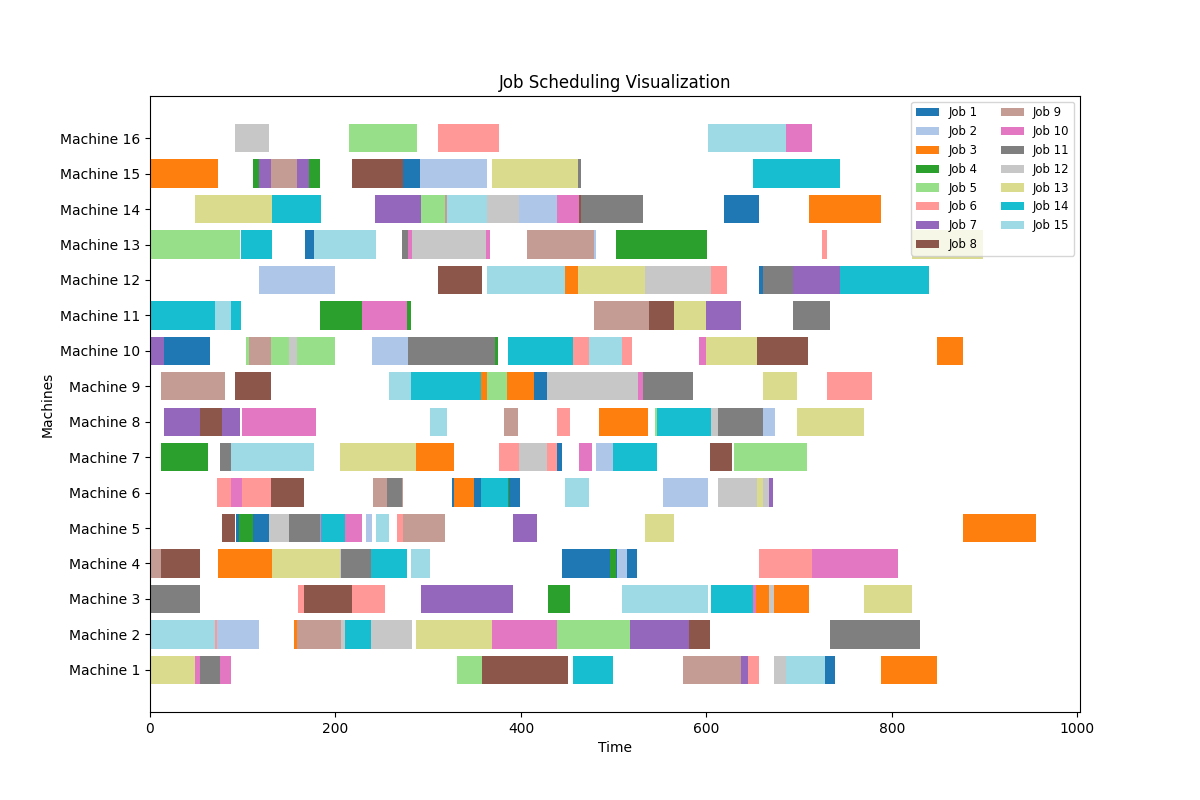 Job Scheduling Visualization
Machine 16
Machine 15
Machine 14
Machine 13
Machine 12
Machine 11
Machine 10
Machine 9
Machine 8
Machine 7
Machine 6
Machine 5
Machine 4
Machine 3
Machine 2
Machine 1
Machines
0 200 400 600 800 1000
Time
Job 1
Job 2
Job 3
Job 4
Job 5
Job 6
Job 7
Job 8
Job 9
Job 10
Job 11
Job 12
Job 13
Job 14
Job 15